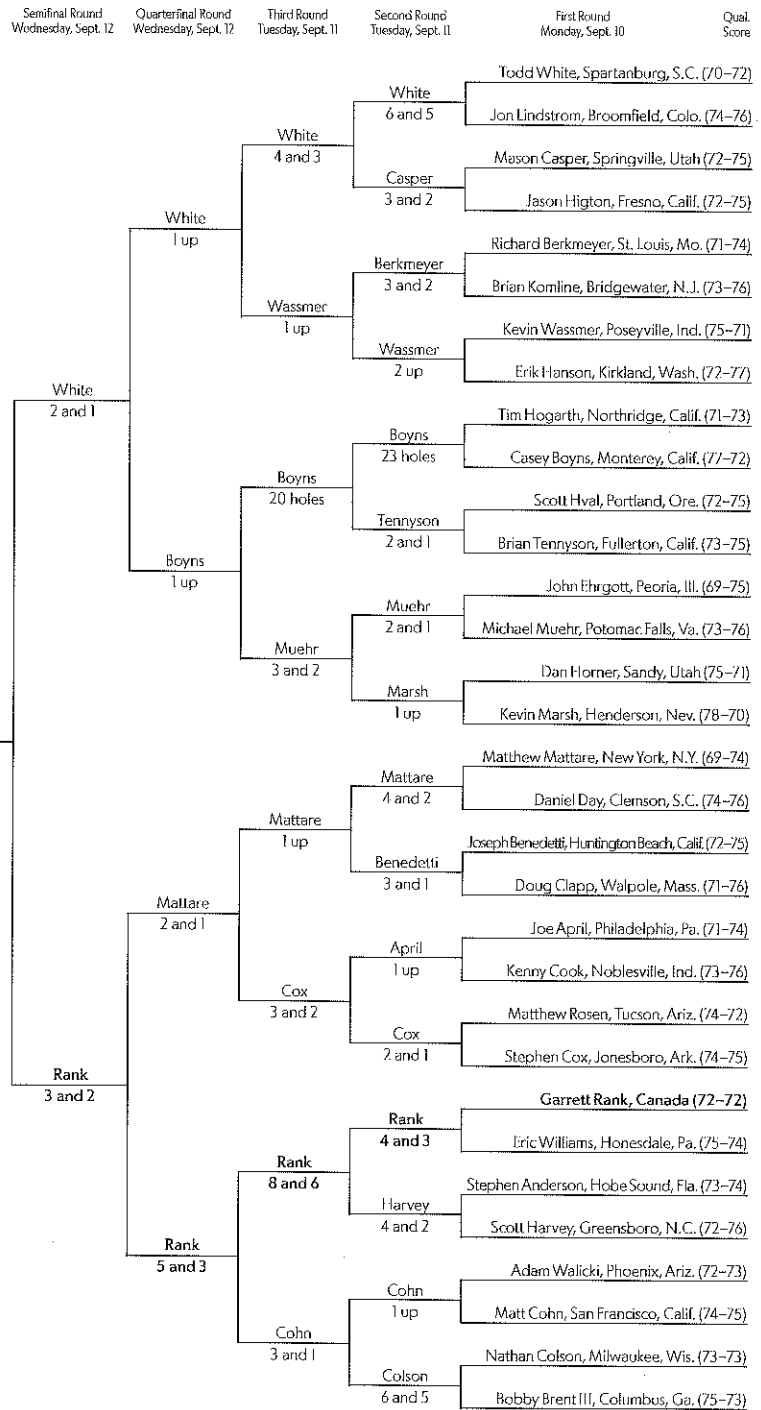 Semifinal Round
Wednesday, Sept. 12
Quarterfinal Round
Wednesday, Sept. 12
Third Round
Tuesday, Sept. 11
Second Round
Tuesday, Sept. 11
First Round
Monday, Sept. 10
Qual.
Score
Todd White, Spartanburg, S.C. (70–72)
White
6 and 5
Jon Lindstrom, Broomfield, Colo. (74–76)
White
4 and 3
Mason Casper, Springville, Utah (72–75)
Casper
3 and 2
Jason Higton, Fresno, Calif. (72–75)
White
1 up
Richard Berkmeyer, St. Louis, Mo. (71–74)
Berkmeyer
3 and 2
Brian Komline, Bridgewater, N.J. (73–76)
Wassmer
1 up
Kevin Wassmer, Poseyville, Ind. (75–71)
Wassmer
2 up
Erik Hanson, Kirkland, Wash. (72–77)
White
2 and 1
Tim Hogarth, Northridge, Calif. (71–73)
Boyns
23 holes
Casey Boyns, Monterey, Calif. (77–72)
Boyns
20 holes
Scott Hval, Portland, Ore. (72–75)
Tennyson
2 and 1
Brian Tennyson, Fullerton, Calif. (73–75)
Boyns
1 up
John Ehrgott, Peoria, Ill. (69–75)
Muehr
2 and 1
Michael Muehr, Potomac Falls, Va. (73–76)
Muehr
3 and 2
Dan Horner, Sandy, Utah (75–71)
Marsh
1 up
Kevin Marsh, Henderson, Nev. (78–70)
Matthew Mattare, New York, N.Y. (69–74)
Mattare
4 and 2
Daniel Day, Clemson, S.C. (74–76)
Mattare
1 up
Joseph Benedetti, Huntington Beach, Calif. (72–75)
Benedetti
3 and 1
Doug Clapp, Walpole, Mass. (71–76)
Mattare
2 and 1
Joe April, Philadelphia, Pa. (71–74)
April
1 up
Kenny Cook, Noblesville, Ind. (73–76)
Cox
3 and 2
Matthew Rosen, Tucson, Ariz. (74–72)
Cox
2 and 1
Stephen Cox, Jonesboro, Ark. (74–75)
Rank
3 and 2
Garrett Rank, Canada (72–72)
Rank
4 and 3
Eric Williams, Honesdale, Pa. (75–74)
Rank
8 and 6
Stephen Anderson, Hobe Sound, Fla. (73–74)
Harvey
4 and 2
Scott Harvey, Greensboro, N.C. (72–76)
Rank
5 and 3
Adam Walicki, Phoenix, Ariz. (72–73)
Cohn
1 up
Matt Cohn, San Francisco, Calif. (74–75)
Cohn
3 and 1
Nathan Colson, Milwaukee, Wis. (73–73)
Colson
6 and 5
Bobby Brent III, Columbus, Ga. (75–73)